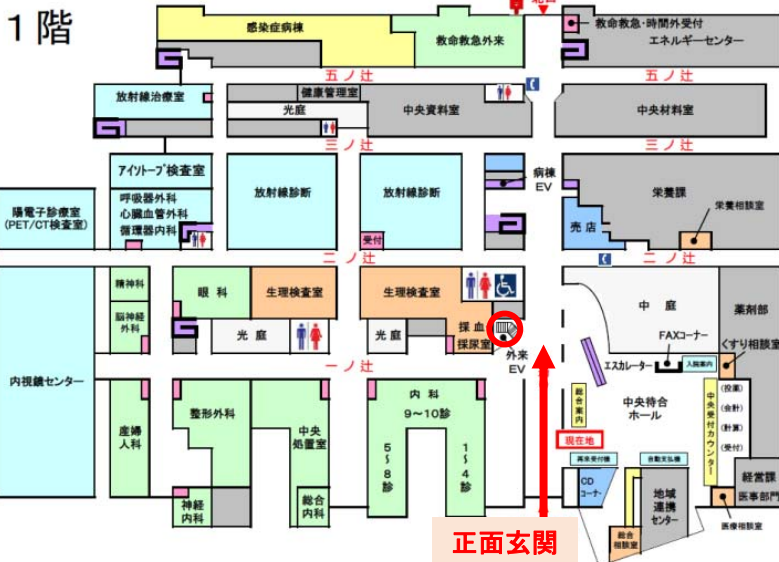 1階
北口
感染症病棟
救命救急外来
救命救急・時間外受付
エネルギーセンター
五ノ辻
五ノ辻
放射線治療室
健康管理室
光庭
中央資料室
中央材料室
三ノ辻
三ノ辻
アイソトープ検査室
呼吸器外科
心臓血管外科
循環器内科
陽電子診療室
(PET/CT検査室)
放射線診断
放射線診断
受付
病棟
EV
栄養課
栄養相談室
売店
二ノ辻
二ノ辻
精神科
脳神経
外科
眼科
生理検査室
生理検査室
光庭
光庭
採血
採尿室
外来
EV
中庭
薬剤部
FAXコーナー
くすり相談室
エスカレーター
入院案内
一ノ辻
内視鏡センター
産婦
人科
整形外科
中央
処置室
内科
9～10診
5～8診
1～4診
神経
内科
総合
内科
総合案内
中央待合
ホール
中央受付カウンター
(投薬)
(会計)
(計算)
(受付)
現在地
再来受付機
自動支払機
CD
コーナー
地域
連携
センター
総合
相談室
経営課
医事部門
医療相談室
正面玄関